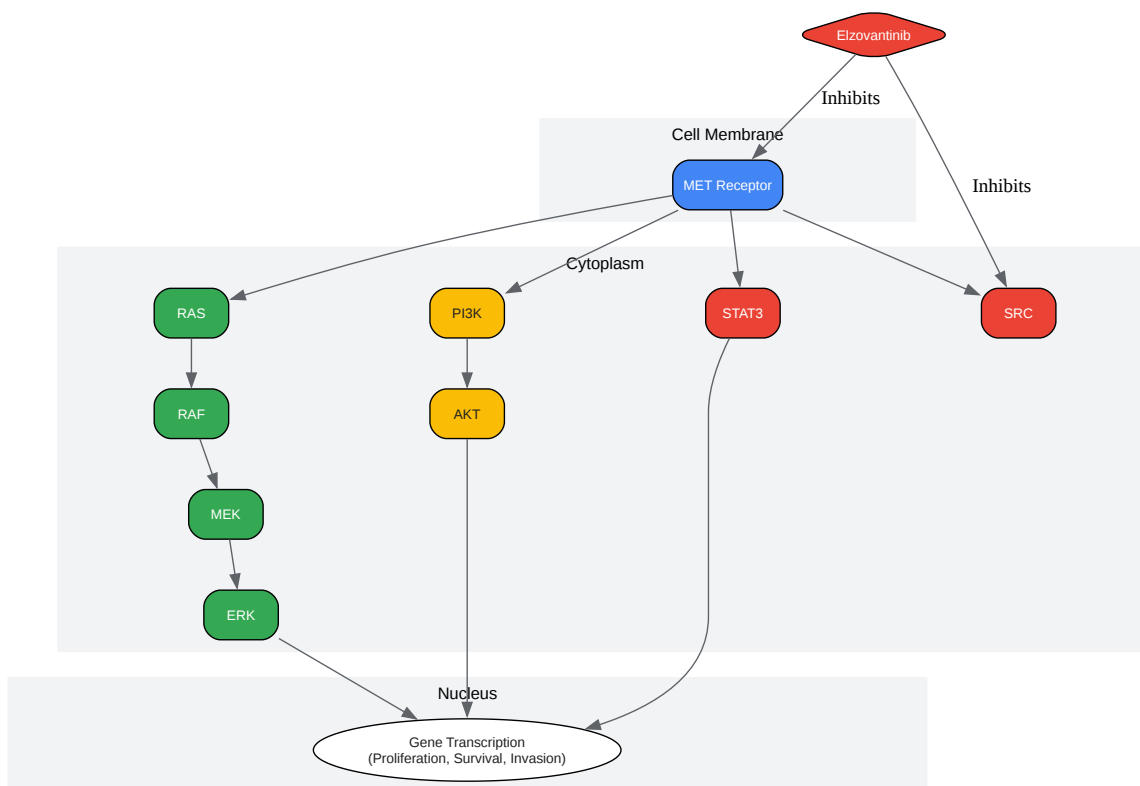 Elzovantinib
Inhibits
Cell Membrane
MET Receptor
Inhibits
Cytoplasm
RAS
PI3K
STAT3
SRC
RAF
AKT
MEK
ERK
Nucleus
Gene Transcription
(Proliferation, Survival, Invasion)